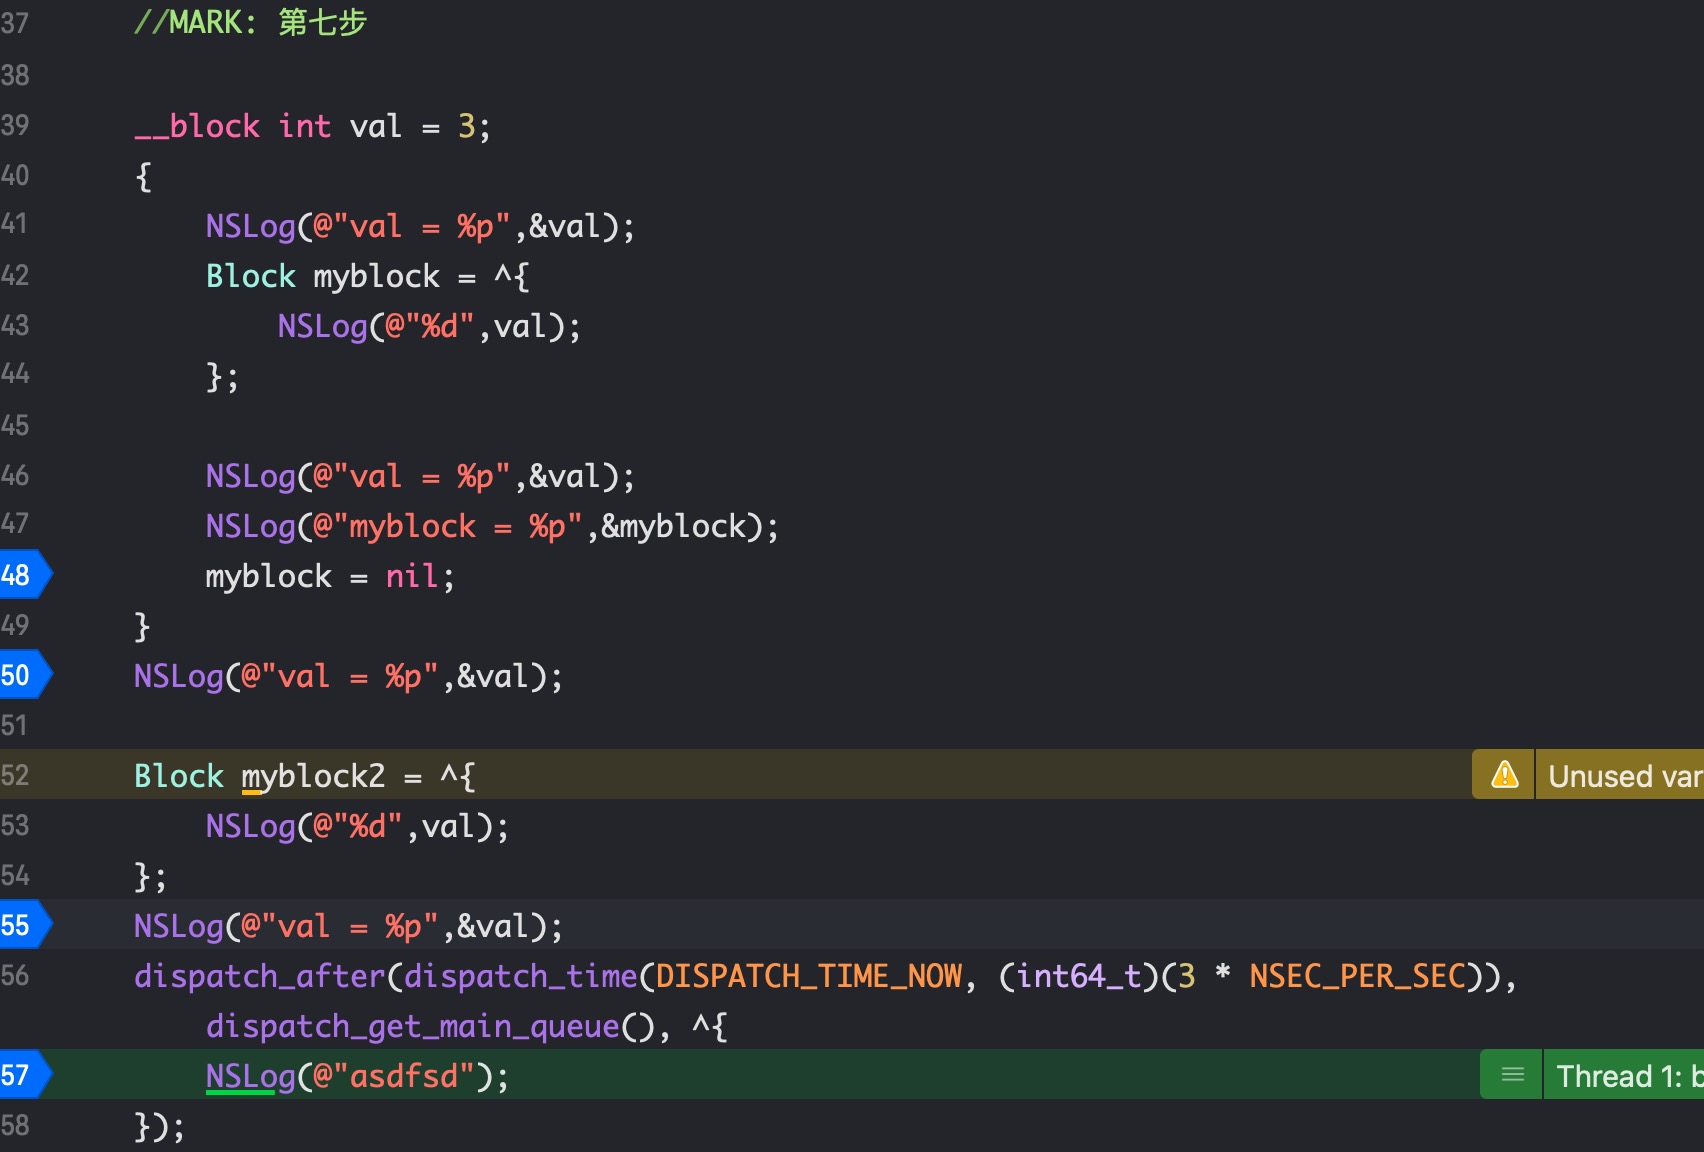 37 //MARK: 第七步
38
39 __block int val = 3;
40 {
41 NSLog(@"val = %p",&val);
42 Block myblock = ^{
43 NSLog(@"%d",val);
44 };
45
46 NSLog(@"val = %p",&val);
47 NSLog(@"myblock = %p",&myblock);
48 myblock = nil;
49 }
50 NSLog(@"val = %p",&val);
51
52 Block myblock2 = ^{ Unused var
53 NSLog(@"%d",val);
54 };
55 NSLog(@"val = %p",&val);
56 dispatch_after(dispatch_time(DISPATCH_TIME_NOW, (int64_t)(3 * NSEC_PER_SEC)),
dispatch_get_main_queue(), ^{
57 NSLog(@"asdfsd"); Thread 1: b
58 });